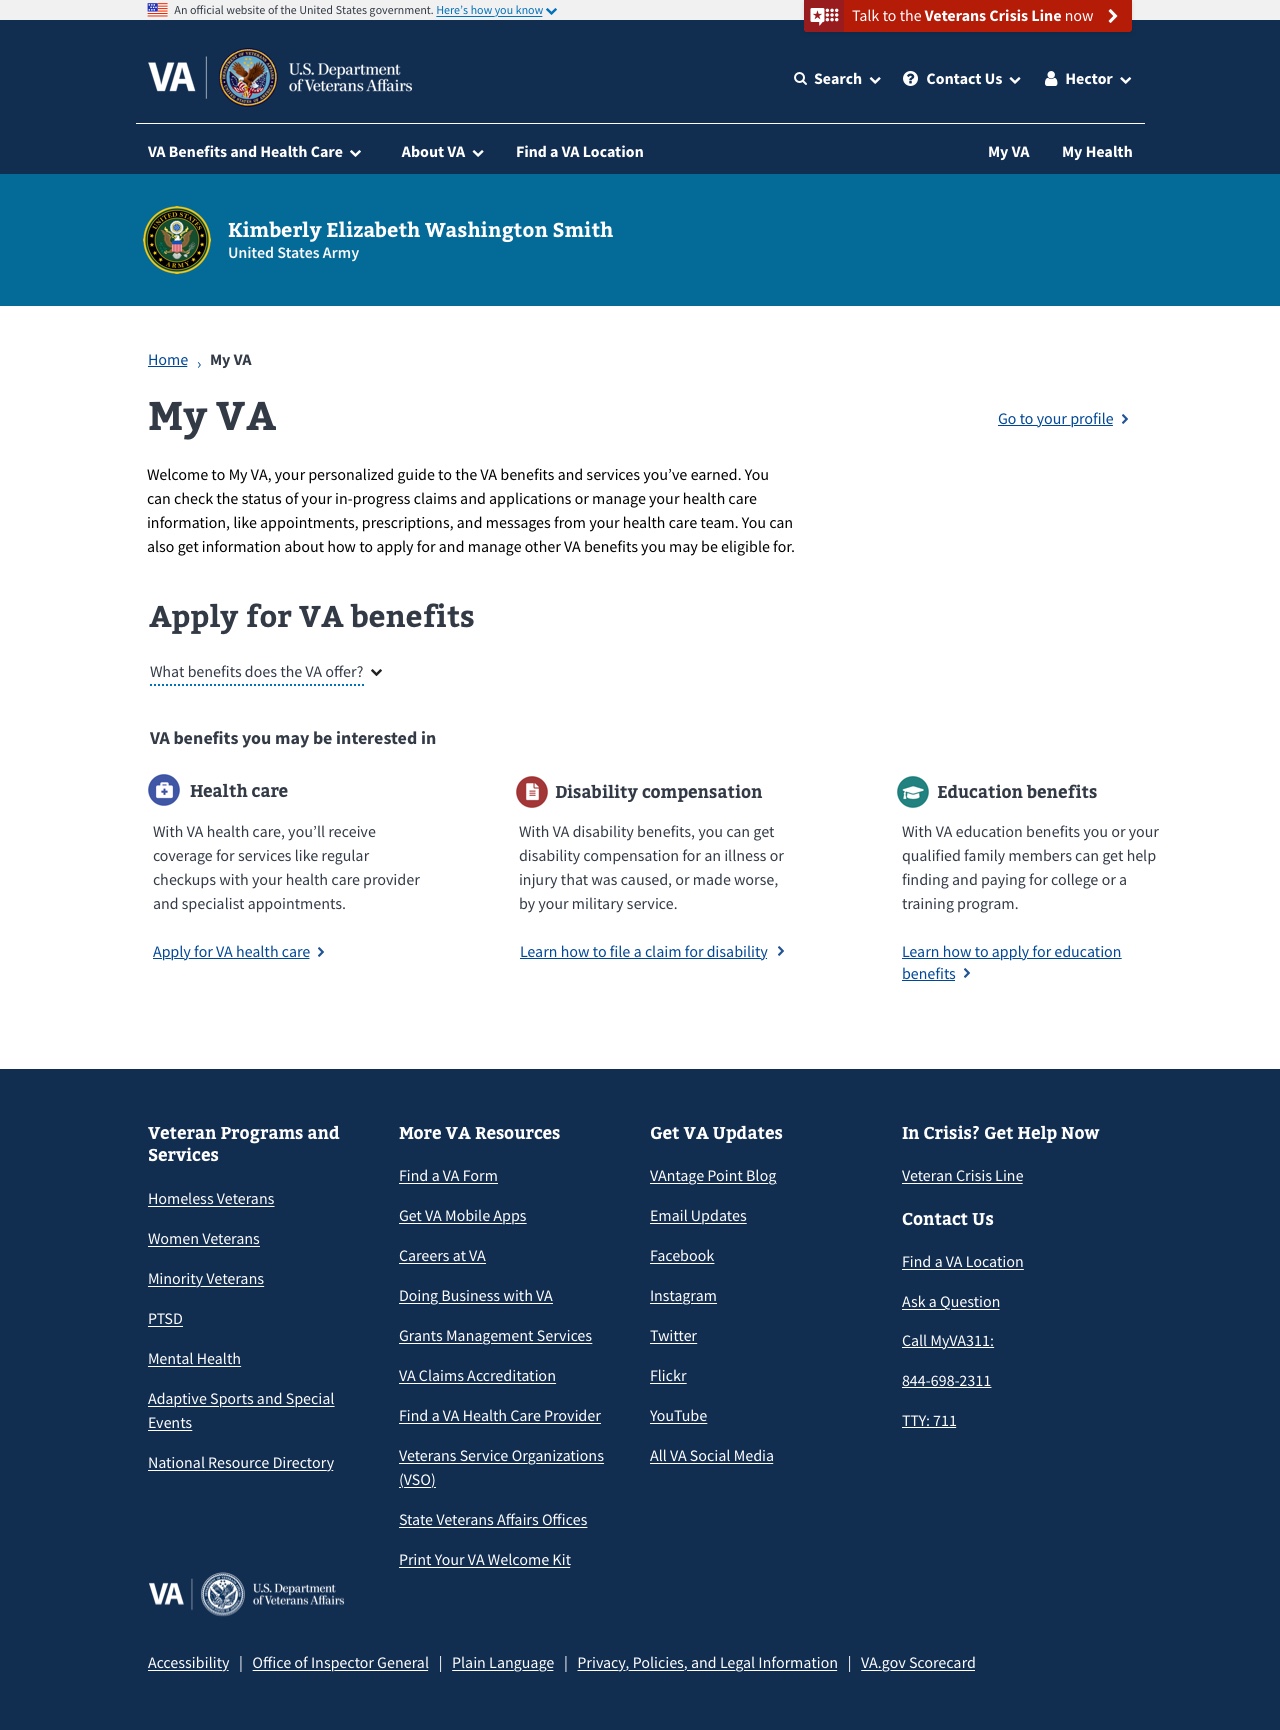 An official website of the United States government. Here's how you know
Talk to the Veterans Crisis Line now
VA
U.S. Department
of Veterans Affairs
Search
Contact Us
Hector
VA Benefits and Health Care
About VA
Find a VA Location
My VA
My Health
Kimberly Elizabeth Washington Smith
United States Army
Home › My VA
My VA
Go to your profile
Welcome to My VA, your personalized guide to the VA benefits and services you've earned. You
can check the status of your in-progress claims and applications or manage your health care
information, like appointments, prescriptions, and messages from your health care team. You can
also get information about how to apply for and manage other VA benefits you may be eligible for.
Apply for VA benefits
What benefits does the VA offer?
VA benefits you may be interested in
Health care
With VA health care, you'll receive
coverage for services like regular
checkups with your health care provider
and specialist appointments.
Apply for VA health care
Disability compensation
With VA disability benefits, you can get
disability compensation for an illness or
injury that was caused, or made worse,
by your military service.
Learn how to file a claim for disability
Education benefits
With VA education benefits you or your
qualified family members can get help
finding and paying for college or a
training program.
Learn how to apply for education
benefits
Veteran Programs and
Services
Homeless Veterans
Women Veterans
Minority Veterans
PTSD
Mental Health
Adaptive Sports and Special
Events
National Resource Directory
More VA Resources
Find a VA Form
Get VA Mobile Apps
Careers at VA
Doing Business with VA
Grants Management Services
VA Claims Accreditation
Find a VA Health Care Provider
Veterans Service Organizations
(VSO)
State Veterans Affairs Offices
Print Your VA Welcome Kit
Get VA Updates
VAntage Point Blog
Email Updates
Facebook
Instagram
Twitter
Flickr
YouTube
All VA Social Media
In Crisis? Get Help Now
Veteran Crisis Line
Contact Us
Find a VA Location
Ask a Question
Call MyVA311:
844-698-2311
TTY: 711
VA
U.S. Department
of Veterans Affairs
Accessibility | Office of Inspector General | Plain Language | Privacy, Policies, and Legal Information | VA.gov Scorecard